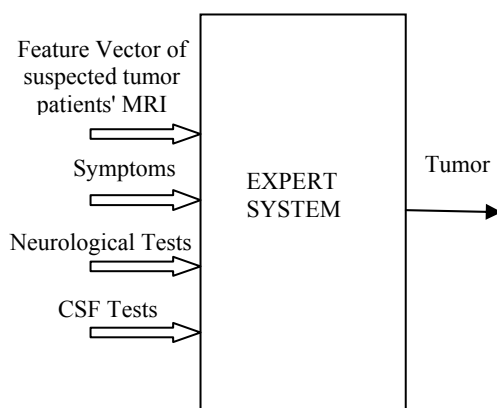 Feature Vector of
suspected tumor
patients' MRI
Symptoms
Neurological Tests
CSF Tests
EXPERT
SYSTEM
Tumor